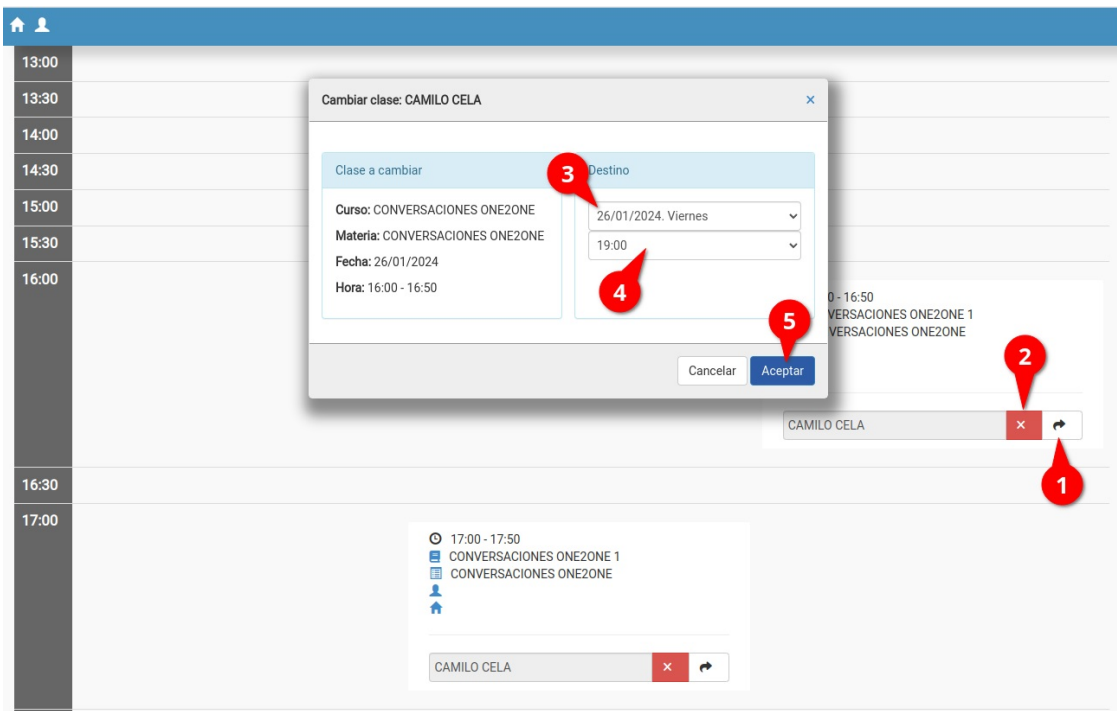 13:00
13:30
14:00
14:30
15:00
15:30
16:00
Cambiar clase: CAMILO CELA
×
Clase a cambiar
Curso: CONVERSACIONES ONE2ONE
Materia: CONVERSACIONES ONE2ONE
Fecha: 26/01/2024
Hora: 16:00 - 16:50
3
Destino
26/01/2024. Viernes
19:00
4
5
Cancelar
Aceptar
0 - 16:50
VERSACIONES ONE2ONE 1
VERSACIONES ONE2ONE
2
CAMILO CELA
×
1
16:30
17:00
17:00 - 17:50
CONVERSACIONES ONE2ONE 1
CONVERSACIONES ONE2ONE
CAMILO CELA
×